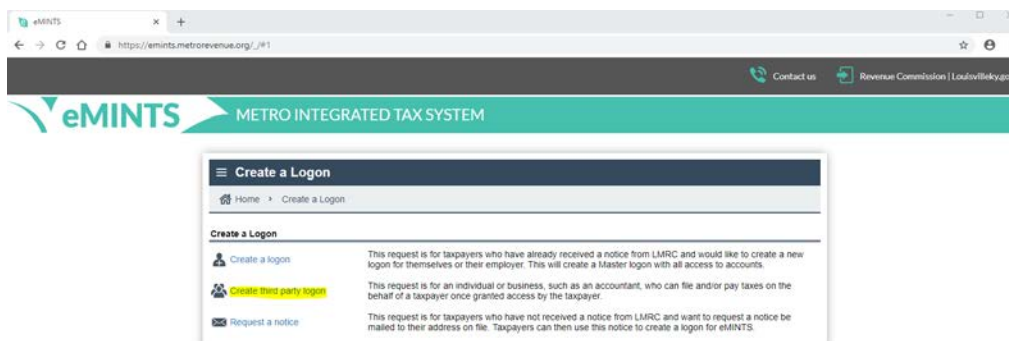 eMINTS
https://emints.metrorevenue.org/_/#1
Contact us
Revenue Commission | Louisvilleky.go
eMINTS
METRO INTEGRATED TAX SYSTEM
Create a Logon
Home
Create a Logon
Create a Logon
Create a logon
This request is for taxpayers who have already received a notice from LMRC and would like to create a new
logon for themselves or their employer. This will create a Master logon with all access to accounts.
Create third party logon
This request is for an individual or business, such as an accountant, who can file and/or pay taxes on the
behalf of a taxpayer once granted access by the taxpayer.
Request a notice
This request is for taxpayers who have not received a notice from LMRC and want to request a notice be
mailed to their address on file. Taxpayers can then use this notice to create a logon for eMINTS.